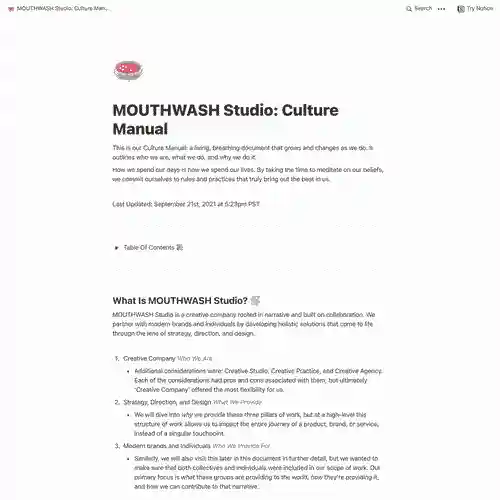 MOUTHWASH Studio: Culture Man...
Search ••• Try Notion
MOUTHWASH Studio: Culture
Manual
This is our Culture Manual: a living, breathing document that grows and changes as we do. It
outlines who we are, what we do, and why we do it.
How we spend our days is how we spend our lives. By taking the time to meditate on our beliefs,
we commit ourselves to rules and practices that truly bring out the best in us.
Last Updated: September 21st, 2021 at 5:23pm PST
Table Of Contents
What Is MOUTHWASH Studio?
MOUTHWASH Studio is a creative company rooted in narrative and built on collaboration. We
partner with modern brands and individuals by developing holistic solutions that come to life
through the lens of strategy, direction, and design.
1. Creative Company Who We Are
• Additional considerations were: Creative Studio, Creative Practice, and Creative Agency.
Each of the considerations had pros and cons associated with them, but ultimately
"Creative Company" offered the most flexibility for us.
2. Strategy, Direction, and Design What We Provide
• We will dive into why we provide these three pillars of work, but at a high-level this
structure of work allows us to impact the entire journey of a product, brand, or service,
instead of a singular touchpoint.
3. Modern brands and individuals Who We Provide For
• Similarly, we will also visit this later in this document in further detail, but we wanted to
make sure that both collectives and individuals were included in our scope of work. Our
primary focus is what these groups are providing to the world, how they're providing it,
and how we can contribute to that narrative.